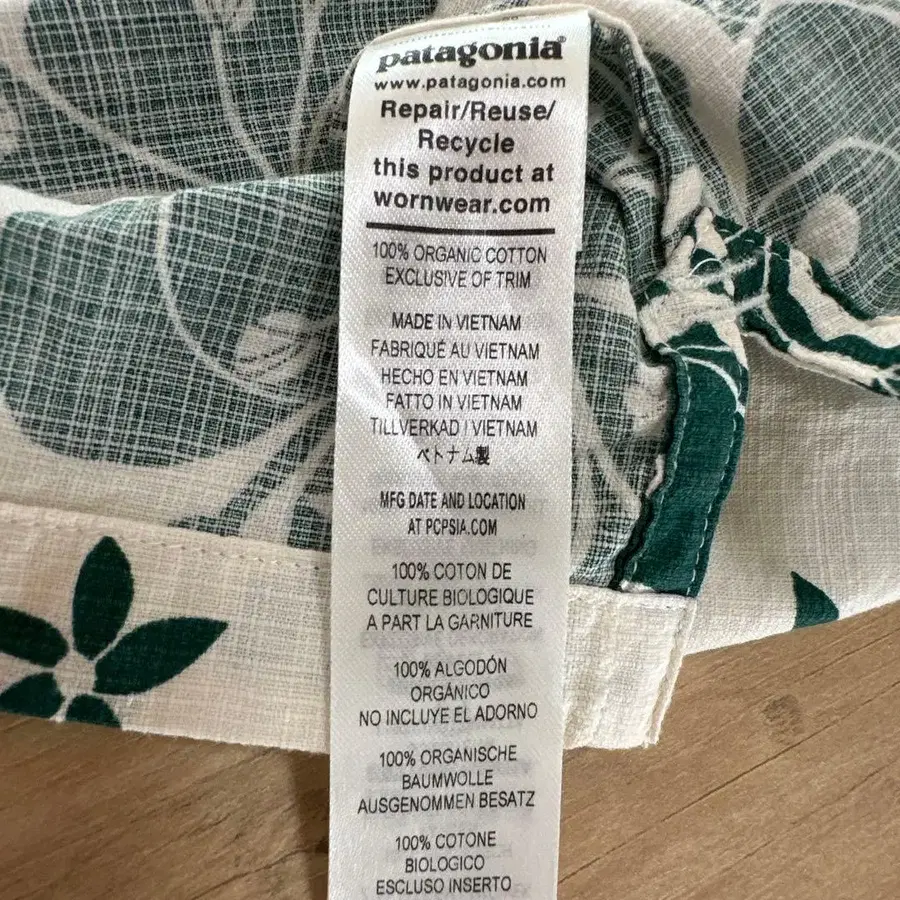 patagonia®
www.patagonia.com
Repair/Reuse/
Recycle
this product at
wornwear.com
100% ORGANIC COTTON
EXCLUSIVE OF TRIM
MADE IN VIETNAM
FABRIQUÉ AU VIETNAM
HECHO EN VIETNAM
FATTO IN VIETNAM
TILLVERKAD I VIETNAM
ベトナム製
MFG DATE AND LOCATION
AT PCPSIA.COM
100% COTON DE
CULTURE BIOLOGIQUE
A PART LA GARNITURE
100% ALGODÓN
ORGÁNICO
NO INCLUYE EL ADORNO
100% ORGANISCHE
BAUMWOLLE
AUSGENOMMEN BESATZ
100% COTONE
BIOLOGICO
ESCLUSO INSERTO